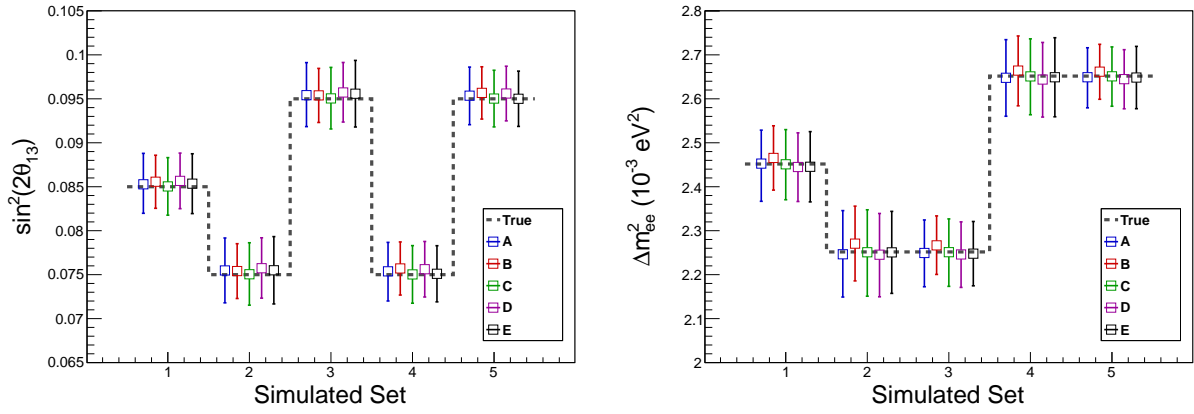 0.105
0.1
0.095
0.09
0.085
0.08
0.075
0.07
0.065
sin²(2θ₁₃)
1 2 3 4 5
Simulated Set
True
A
B
C
D
E
2.8
2.7
2.6
2.5
2.4
2.3
2.2
2.1
2
Δm²ₑₑ (10⁻³ eV²)
1 2 3 4 5
Simulated Set
True
A
B
C
D
E